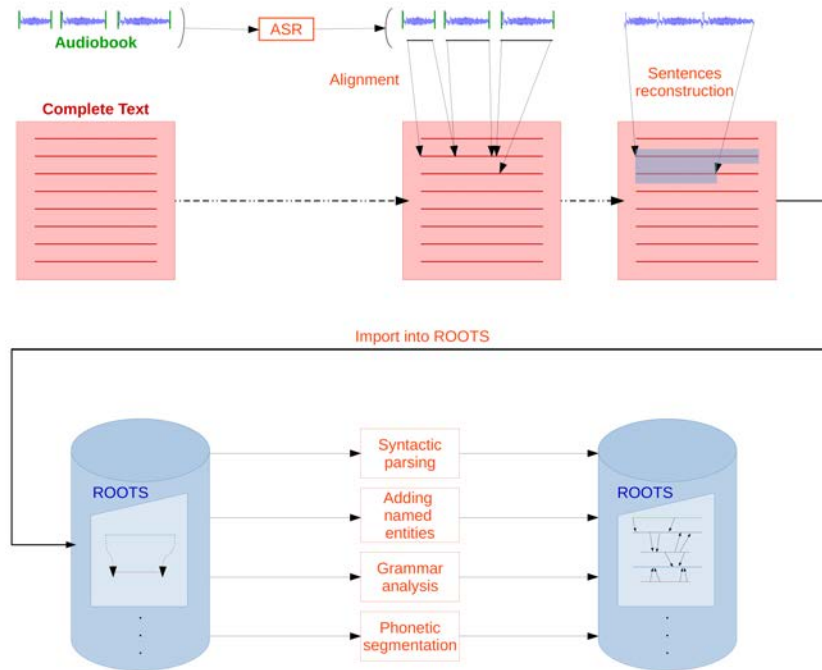 Audiobook
ASR
Alignment
Sentences
reconstruction
Complete Text
Import into ROOTS
ROOTS
Syntactic
parsing
Adding
named
entities
Grammar
analysis
Phonetic
segmentation
ROOTS